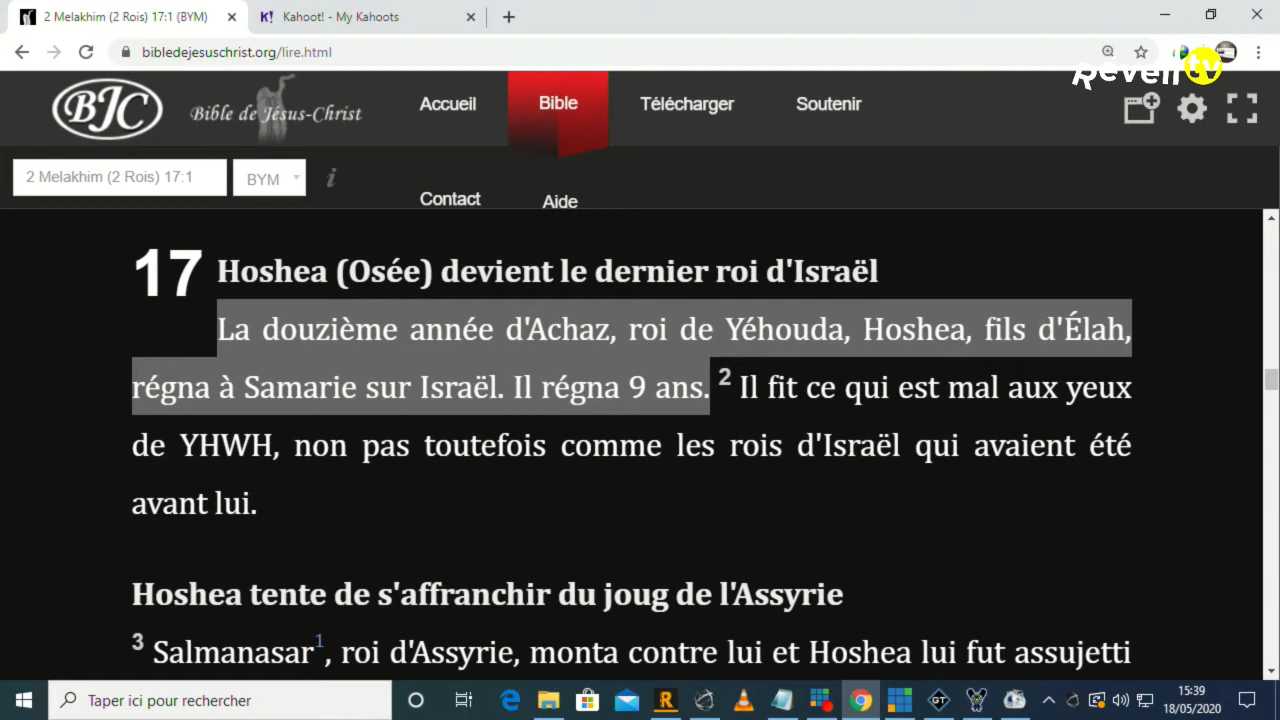 2 Melakhim (2 Rois) 17:1 (BYM)
K! Kahoot! - My Kahoots
bibledejesuschrist.org/lire.html
Réveil tv
BJC Bible de Jésus-Christ
Accueil Bible Télécharger Soutenir
2 Melakhim (2 Rois) 17:1 BYM i
Contact Aide
17 Hoshea (Osée) devient le dernier roi d'Israël
La douzième année d'Achaz, roi de Yéhouda, Hoshea, fils d'Élah,
régna à Samarie sur Israël. Il régna 9 ans. 2 Il fit ce qui est mal aux yeux
de YHWH, non pas toutefois comme les rois d'Israël qui avaient été
avant lui.
Hoshea tente de s'affranchir du joug de l'Assyrie
3 Salmanasar1, roi d'Assyrie, monta contre lui et Hoshea lui fut assujetti
Taper ici pour rechercher
15:39
18/05/2020